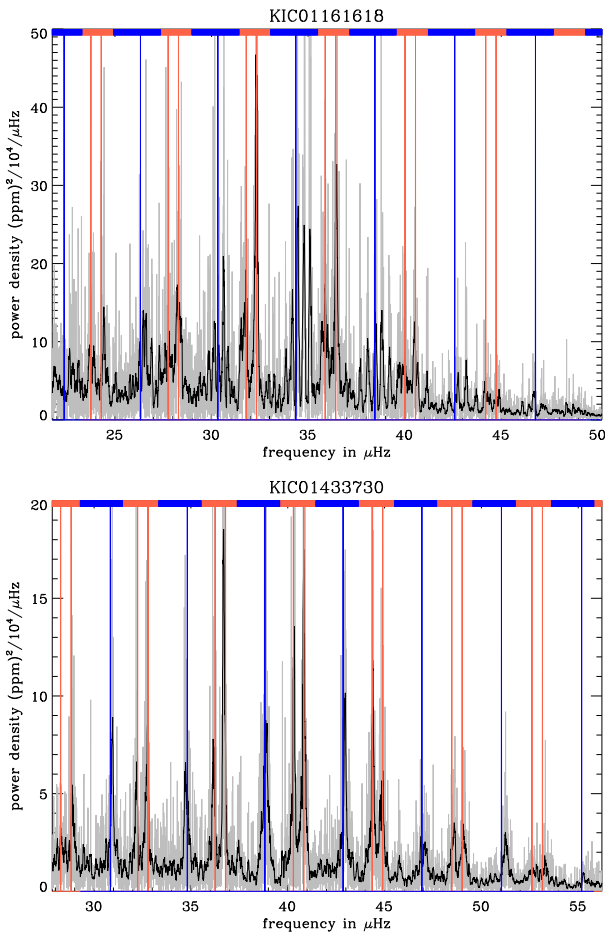 KIC01161618
50
40
30
20
10
0
power density (ppm)²/10⁴/μHz
25 30 35 40 45 50
frequency in μHz
KIC01433730
20
15
10
5
0
power density (ppm)²/10⁴/μHz
30 35 40 45 50 55
frequency in μHz